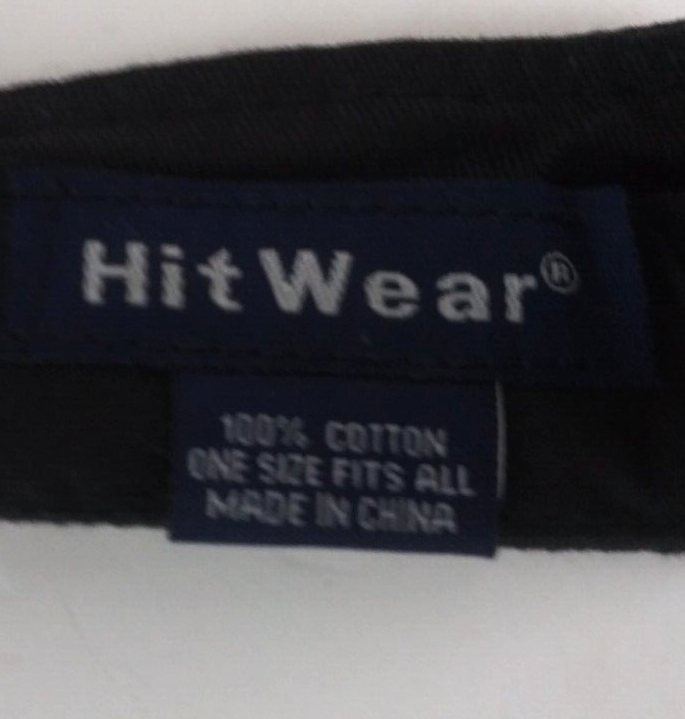 HitWear®
100% COTTON
ONE SIZE FITS ALL
MADE IN CHINA